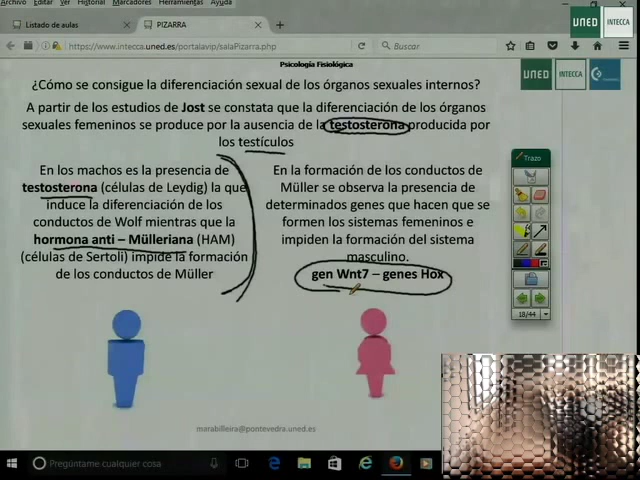 Archivo Editar Ver Historial Marcadores Herramientas Ayuda
Listado de aulas
PIZARRA
https://www.intecca.uned.es/portalavip/salaPizarra.php
Buscar
UNED
INTECCA
Psicología Fisiológica
UNED
INTECCA
¿Cómo se consigue la diferenciación sexual de los órganos sexuales internos?
A partir de los estudios de Jost se constata que la diferenciación de los órganos
sexuales femeninos se produce por la ausencia de la testosterona producida por
los testículos
En los machos es la presencia de
testosterona (células de Leydig) la que
induce la diferenciación de los
conductos de Wolf mientras que la
hormona anti – Mülleriana (HAM)
(células de Sertoli) impide la formación
de los conductos de Müller
En la formación de los conductos de
Müller se observa la presencia de
determinados genes que hacen que se
formen los sistemas femeninos e
impiden la formación del sistema
masculino.
gen Wnt7 – genes Hox
Trazo
18/44
marabilleira@pontevedra.uned.es
Pregúntame cualquier cosa